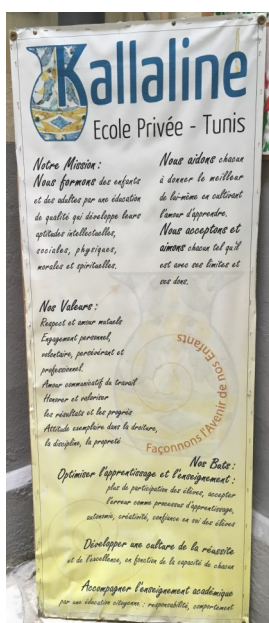 Kallaline
Ecole Privée - Tunis
Notre Mission :
Nous formons des enfants
et des adultes par une éducation
de qualité qui développe leurs
aptitudes intellectuelles,
sociales, physiques,
morales et spirituelles.
Nous aidons chacun
à donner le meilleur
de lui-même en cultivant
l'amour d'apprendre.
Nous acceptons et
aimons chacun tel qu'il
est avec ses limites et
ses dons.
Nos Valeurs :
Respect et amour mutuels
Engagement personnel,
volontaire, persévérant et
professionnel.
Amour communicatif du travail
Honorer et valoriser
les résultats et les progrès
Attitude exemplaire dans la droiture,
la discipline, la propreté
Façonnons l'Avenir de nos Enfants
Nos Buts :
Optimiser l'apprentissage et l'enseignement :
plus de participation des élèves, accepter
l'erreur comme processus d'apprentissage,
autonomie, créativité, confiance en soi des élèves
Développer une culture de la réussite
et de l'excellence, en fonction de la capacité de chacun
Accompagner l'enseignement académique
par une éducation citoyenne : responsabilité, comportement